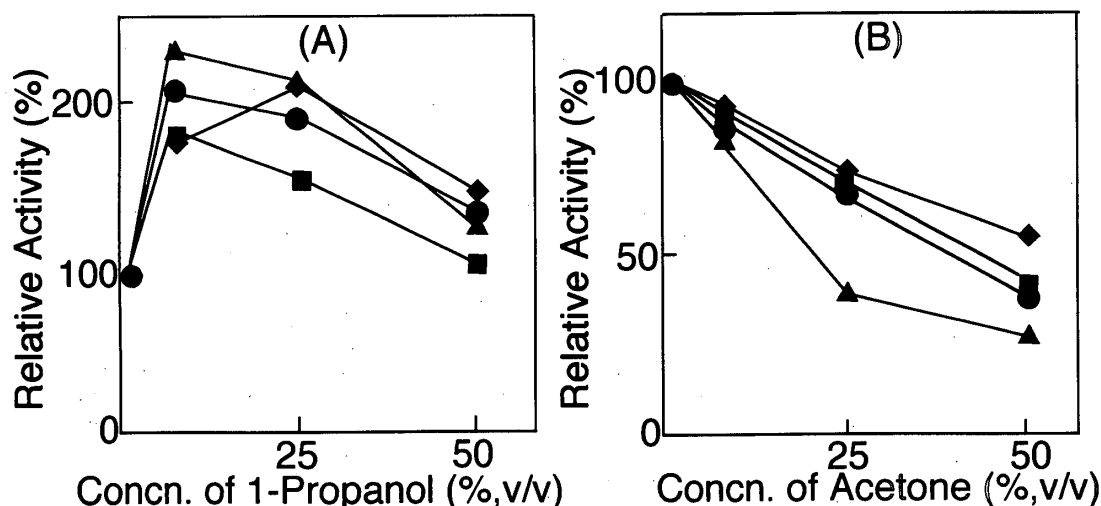 (A)
Relative Activity (%)
200
100
0
25 50
Concn. of 1-Propanol (%,v/v)
(B)
Relative Activity (%)
100
50
0
25 50
Concn. of Acetone (%,v/v)